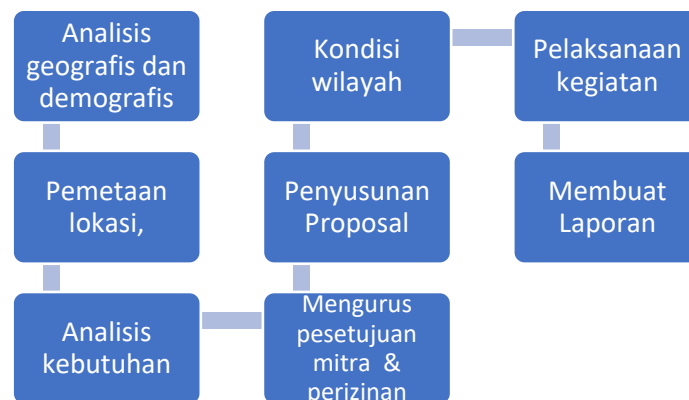 Analisis
geografis dan
demografis
Pemetaan
lokasi,
Analisis
kebutuhan
Mengurus
pesetujuan
mitra & 
perizinan
Penyusunan
Proposal
Kondisi
wilayah
Pelaksanaan
kegiatan
Membuat
Laporan